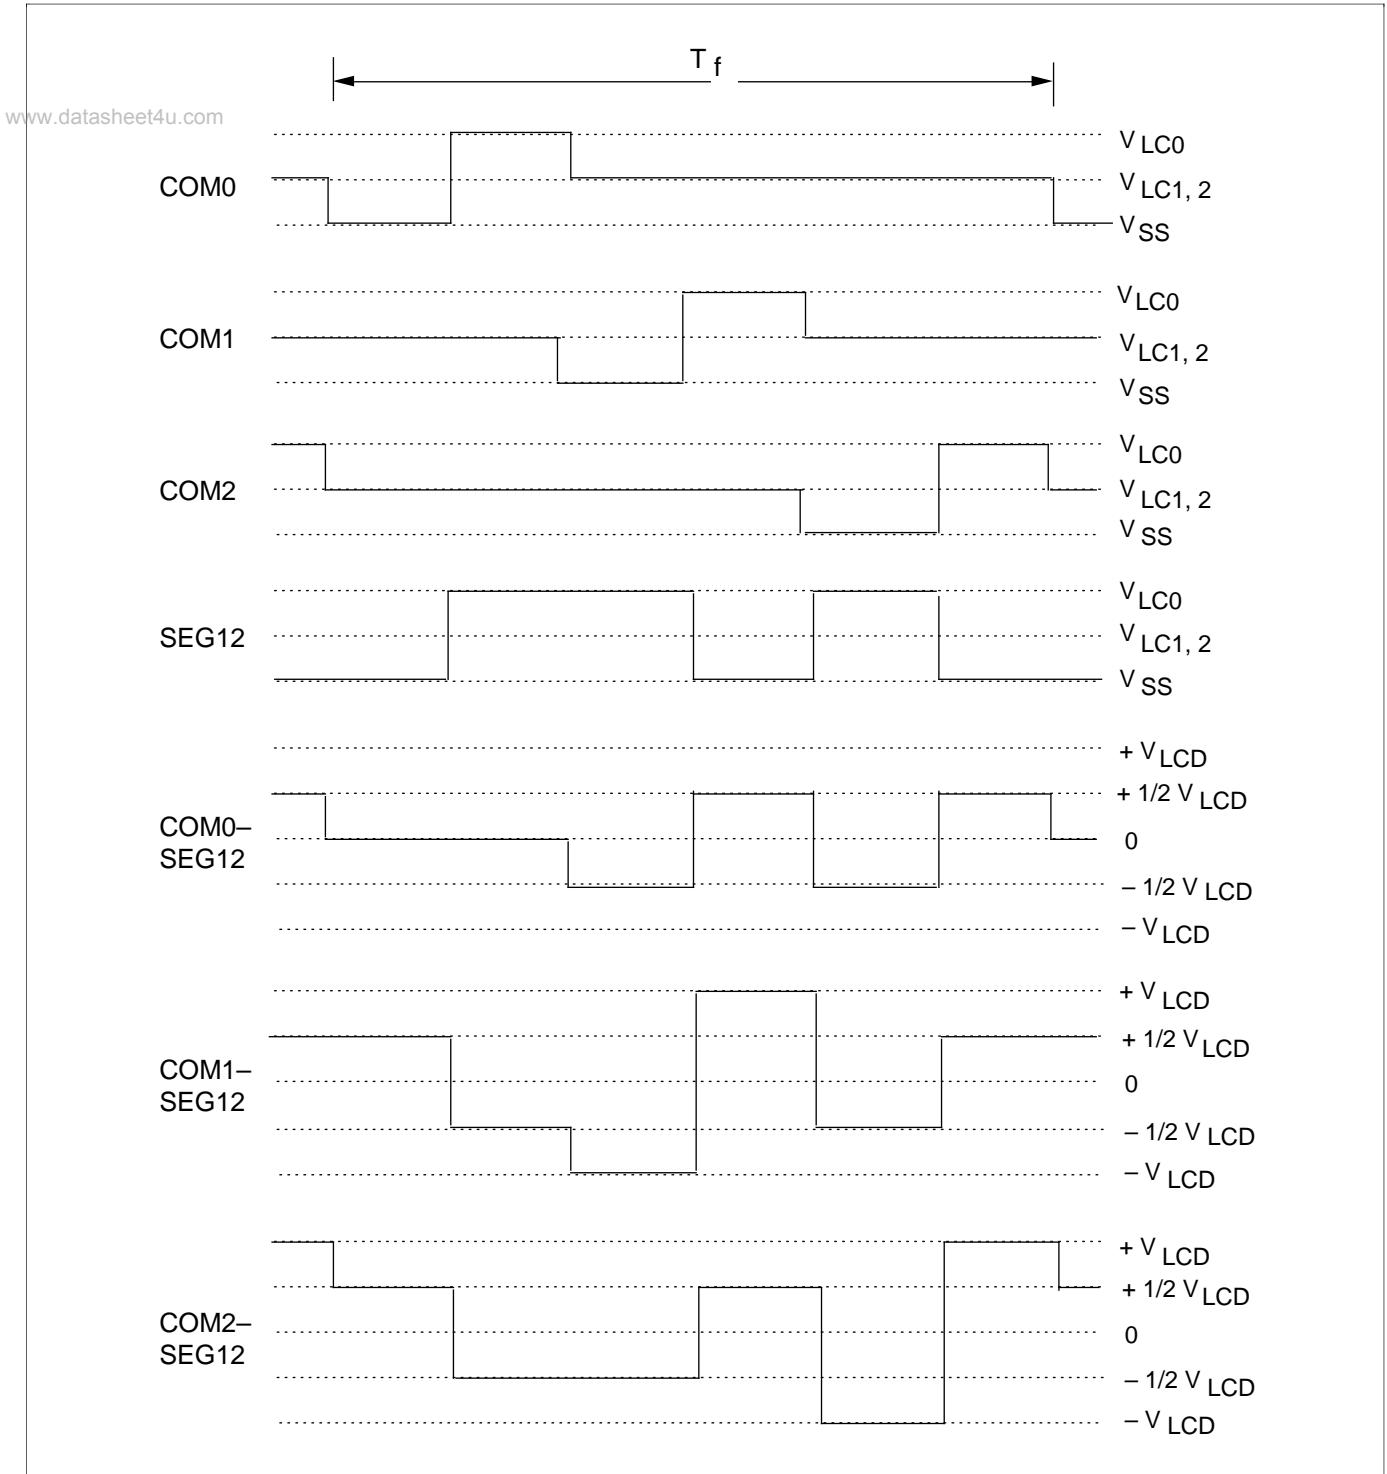 T f
www.datasheet4u.com
COM0
V LC0
V LC1, 2
V SS
COM1
V LC0
V LC1, 2
V SS
COM2
V LC0
V LC1, 2
V SS
SEG12
V LC0
V LC1, 2
V SS
COM0–
SEG12
+ V LCD
+ 1/2 V LCD
0
– 1/2 V LCD
– V LCD
COM1–
SEG12
+ V LCD
+ 1/2 V LCD
0
– 1/2 V LCD
– V LCD
COM2–
SEG12
+ V LCD
+ 1/2 V LCD
0
– 1/2 V LCD
– V LCD